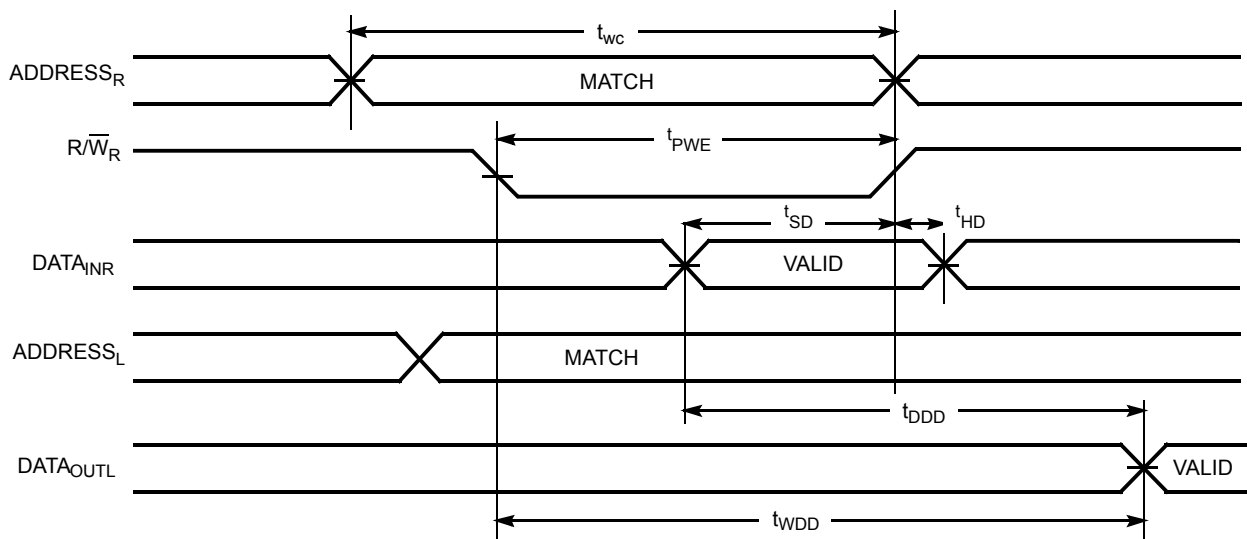 t_wc
ADDRESS_R
MATCH
R/W̅_R
t_PWE
t_SD
t_HD
DATA_INR
VALID
ADDRESS_L
MATCH
t_DDD
DATA_OUTL
VALID
t_WDD